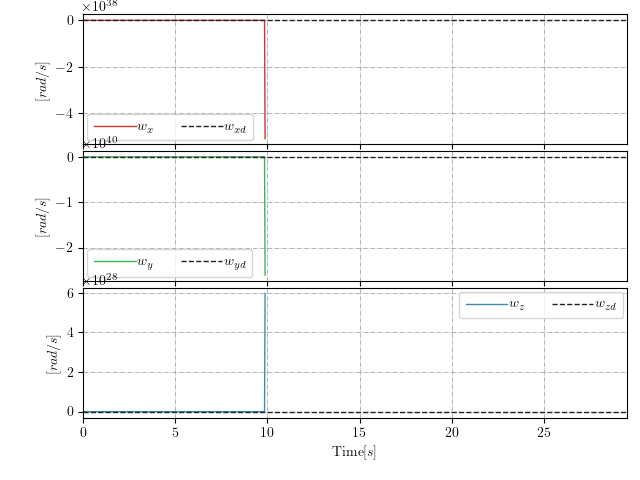 ×10^38
0
−2
−4
[rad/s]
w_x w_xd
×10^40
0
−1
−2
[rad/s]
w_y w_yd
×10^28
6
4
2
0
[rad/s]
w_z w_zd
0 5 10 15 20 25
Time[s]